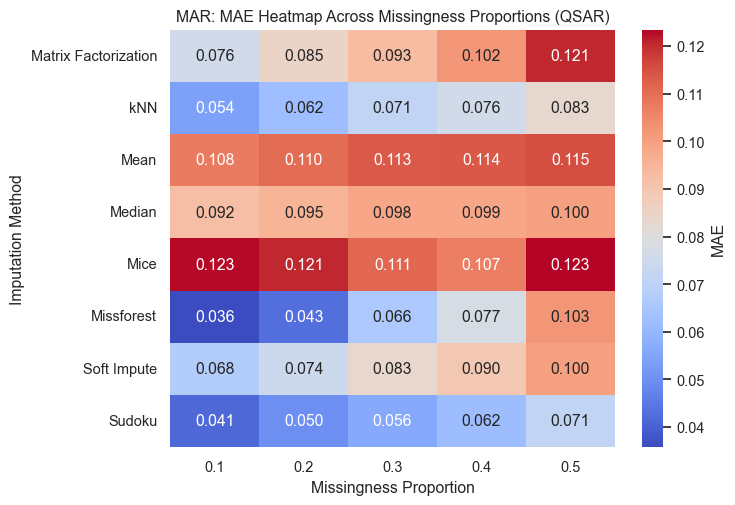 MAR: MAE Heatmap Across Missingness Proportions (QSAR)
Imputation Method
Matrix Factorization 0.076 0.085 0.093 0.102 0.121
kNN 0.054 0.062 0.071 0.076 0.083
Mean 0.108 0.110 0.113 0.114 0.115
Median 0.092 0.095 0.098 0.099 0.100
Mice 0.123 0.121 0.111 0.107 0.123
Missforest 0.036 0.043 0.066 0.077 0.103
Soft Impute 0.068 0.074 0.083 0.090 0.100
Sudoku 0.041 0.050 0.056 0.062 0.071
0.1 0.2 0.3 0.4 0.5
Missingness Proportion
0.12
0.11
0.10
0.09
0.08
0.07
0.06
0.05
0.04
MAE